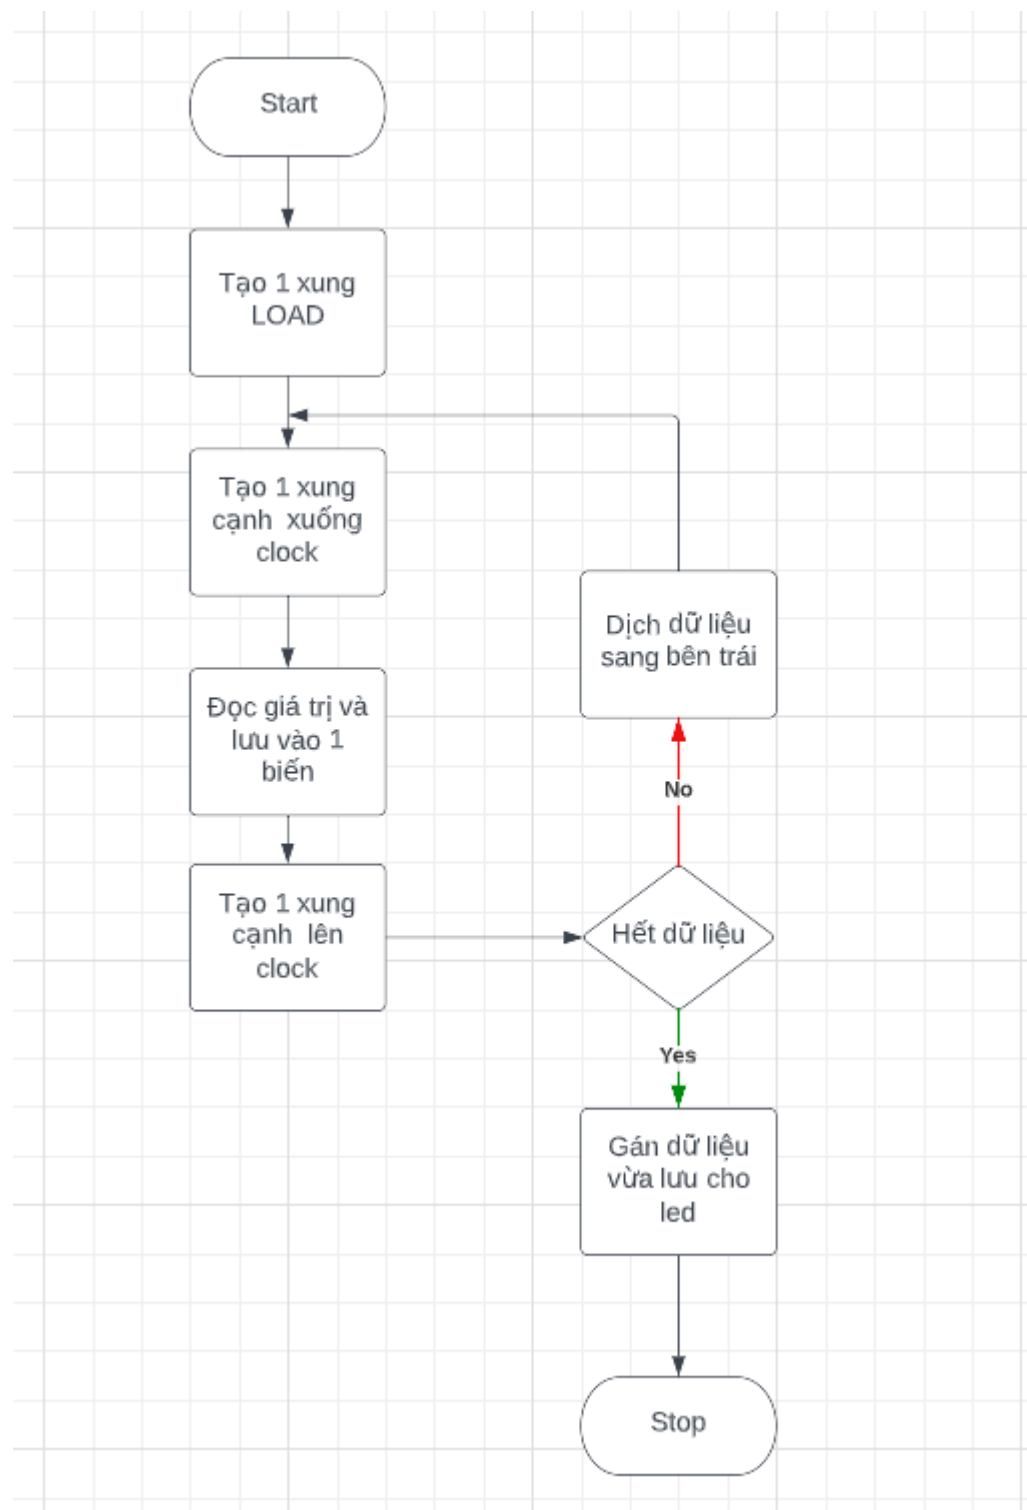 Start
Tạo 1 xung
LOAD
Tạo 1 xung
cạnh xuống
clock
Đọc giá trị và
lưu vào 1
biến
Tạo 1 xung
cạnh lên
clock
Hết dữ liệu
No
Dịch dữ liệu
sang bên trái
Yes
Gán dữ liệu
vừa lưu cho
led
Stop